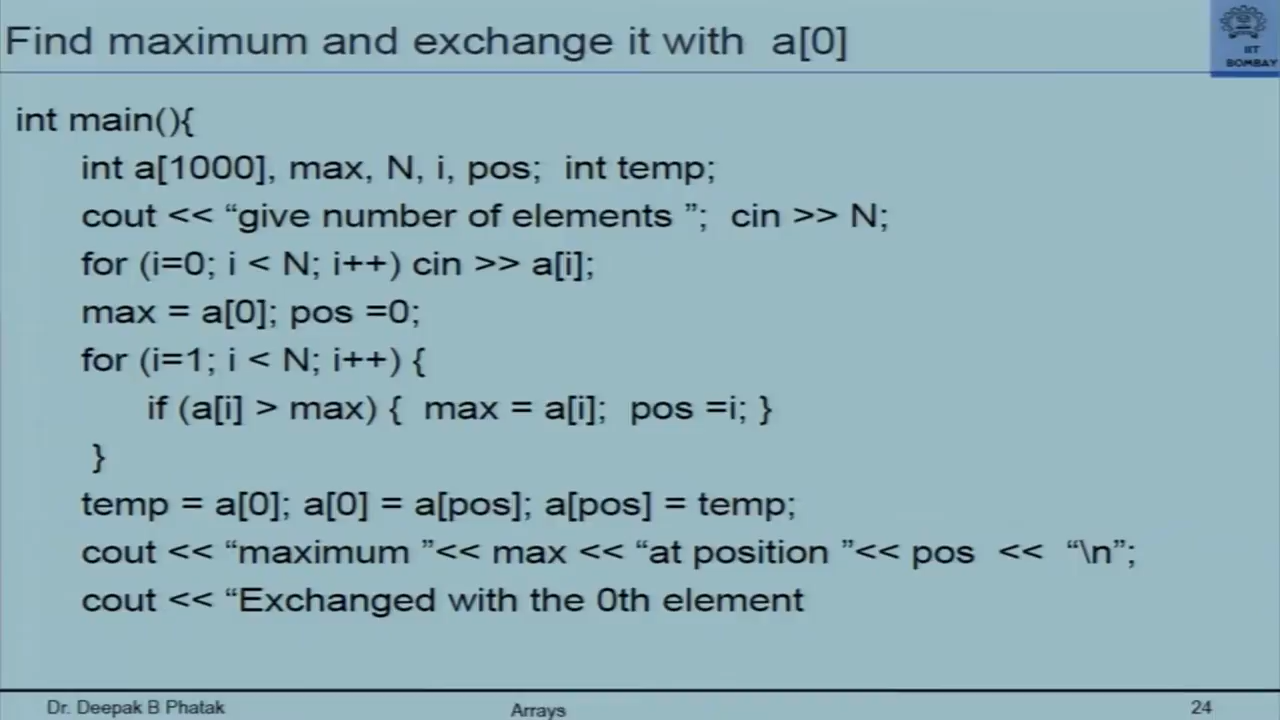 Find maximum and exchange it with a[0]
IIT
BOMBAY
int main(){
int a[1000], max, N, i, pos; int temp;
cout << “give number of elements ”; cin >> N;
for (i=0; i < N; i++) cin >> a[i];
max = a[0]; pos =0;
for (i=1; i < N; i++) {
if (a[i] > max) { max = a[i]; pos =i; }
}
temp = a[0]; a[0] = a[pos]; a[pos] = temp;
cout << “maximum ”<< max << “at position ”<< pos << “\n”;
cout << “Exchanged with the 0th element
Dr. Deepak B Phatak
Arrays
24